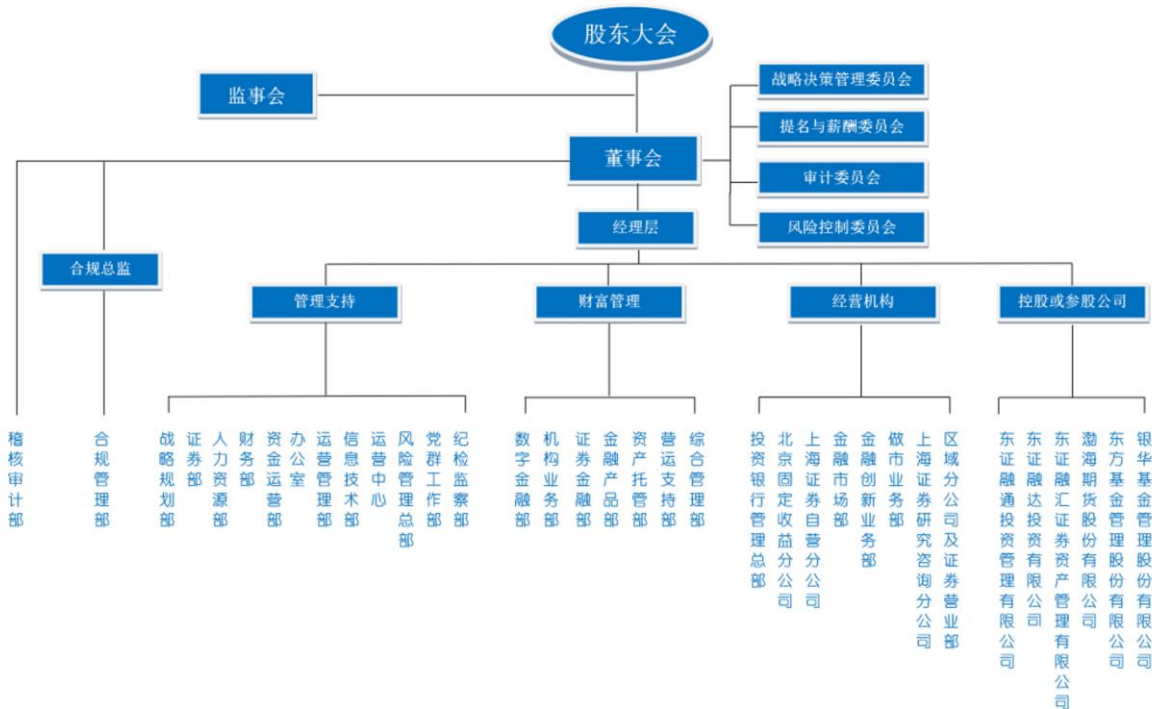 股东大会
监事会
战略决策管理委员会
提名与薪酬委员会
董事会
审计委员会
经理层
风险控制委员会
合规总监
管理支持
财富管理
经营机构
控股或参股公司
稽核审计部
合规管理部
战略规划部
证券部
人力资源部
财务部
资金运营部
办公室
运营管理部
信息技术部
运营中心
风险管理总部
党群工作部
纪检监察部
数字金融部
机构业务部
证券金融部
金融产品部
资产托管部
营运支持部
综合管理部
投资银行管理总部
北京固定收益分公司
上海证券自营分公司
金融市场部
金融创新业务部
做市业务部
上海证券研究咨询分公司
区域分公司及证券营业部
东证融通投资管理有限公司
东证融达投资有限公司
东证融汇证券资产管理有限公司
渤海期货股份有限公司
东方基金管理股份有限公司
银华基金管理股份有限公司